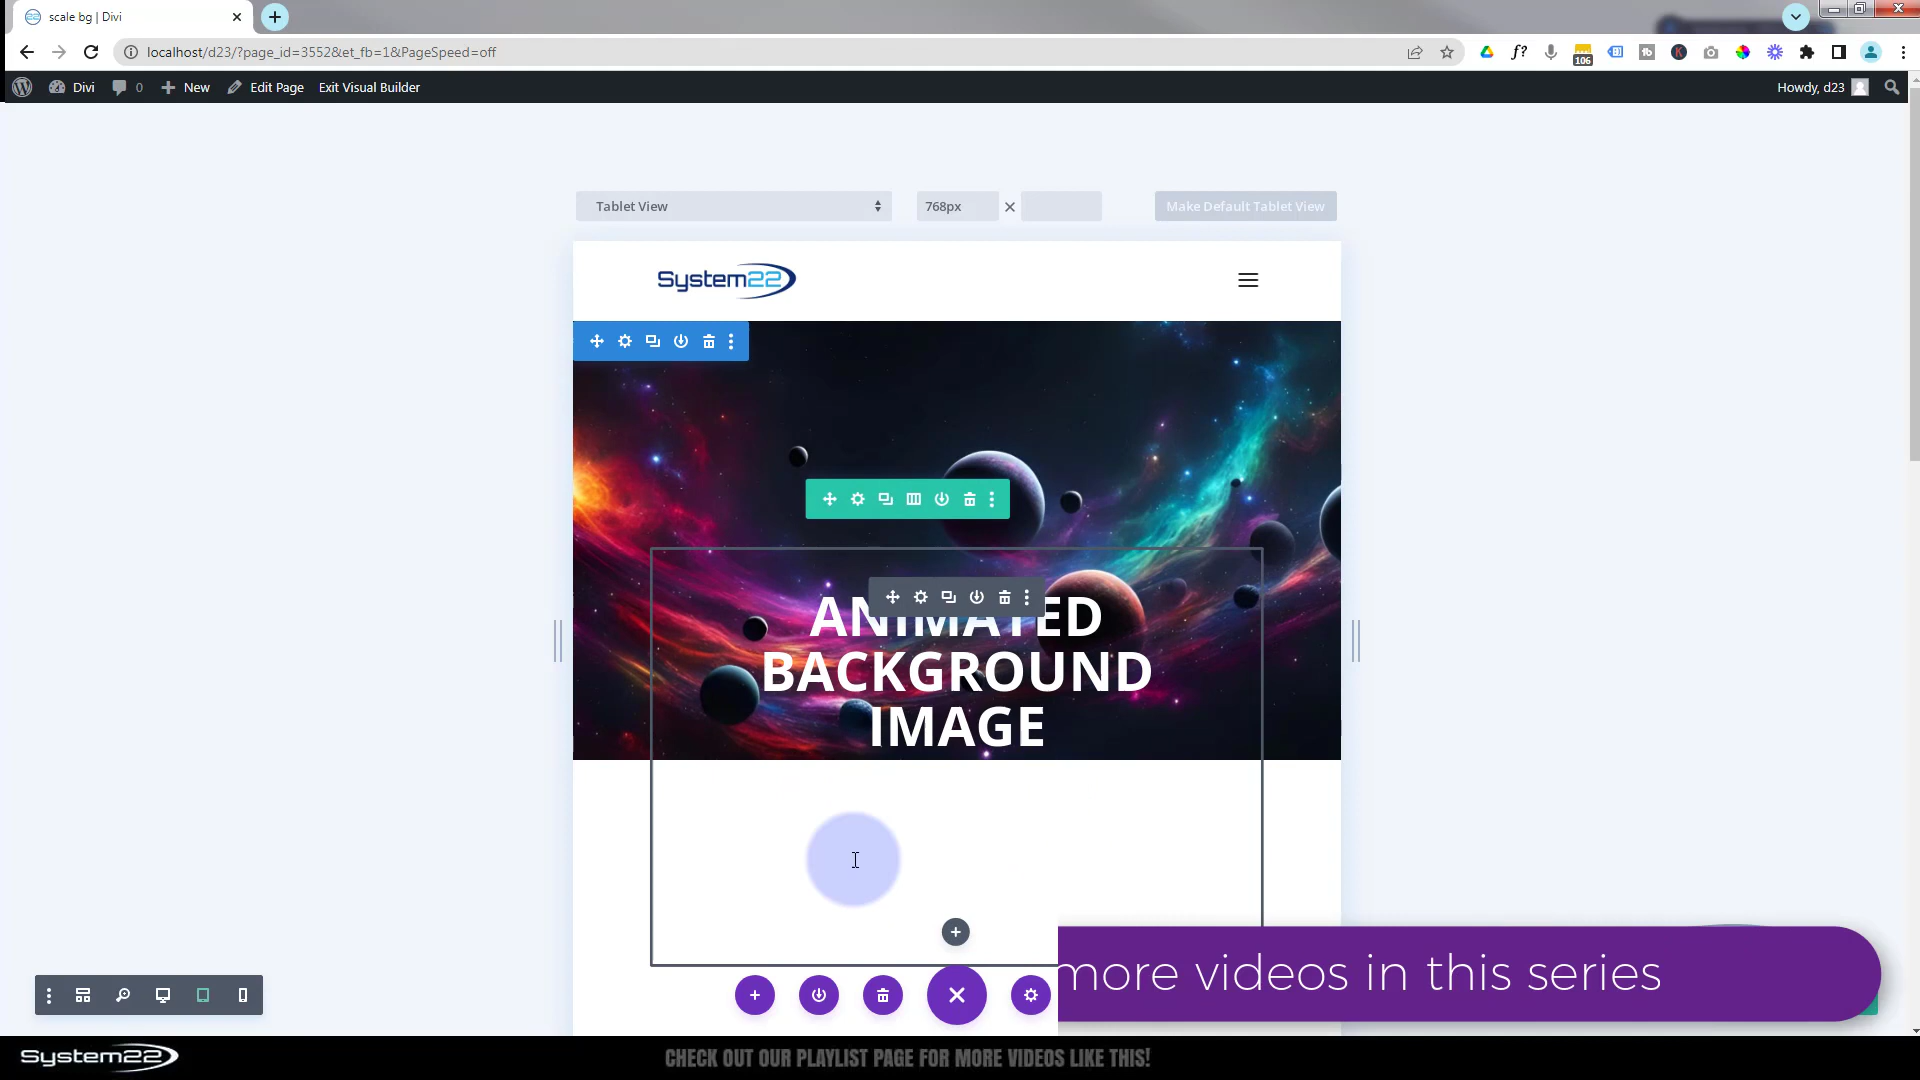 scale bg | Divi
localhost/d23/?page_id=3552&et_fb=1&PageSpeed=off
f?
tb
K
106
Divi
0
New
Edit Page
Exit Visual Builder
Howdy, d23
Tablet View
768px
Make Default Tablet View
System22
ANIMATED
BACKGROUND
IMAGE
more videos in this series
System22
CHECK OUT OUR PLAYLIST PAGE FOR MORE VIDEOS LIKE THIS!